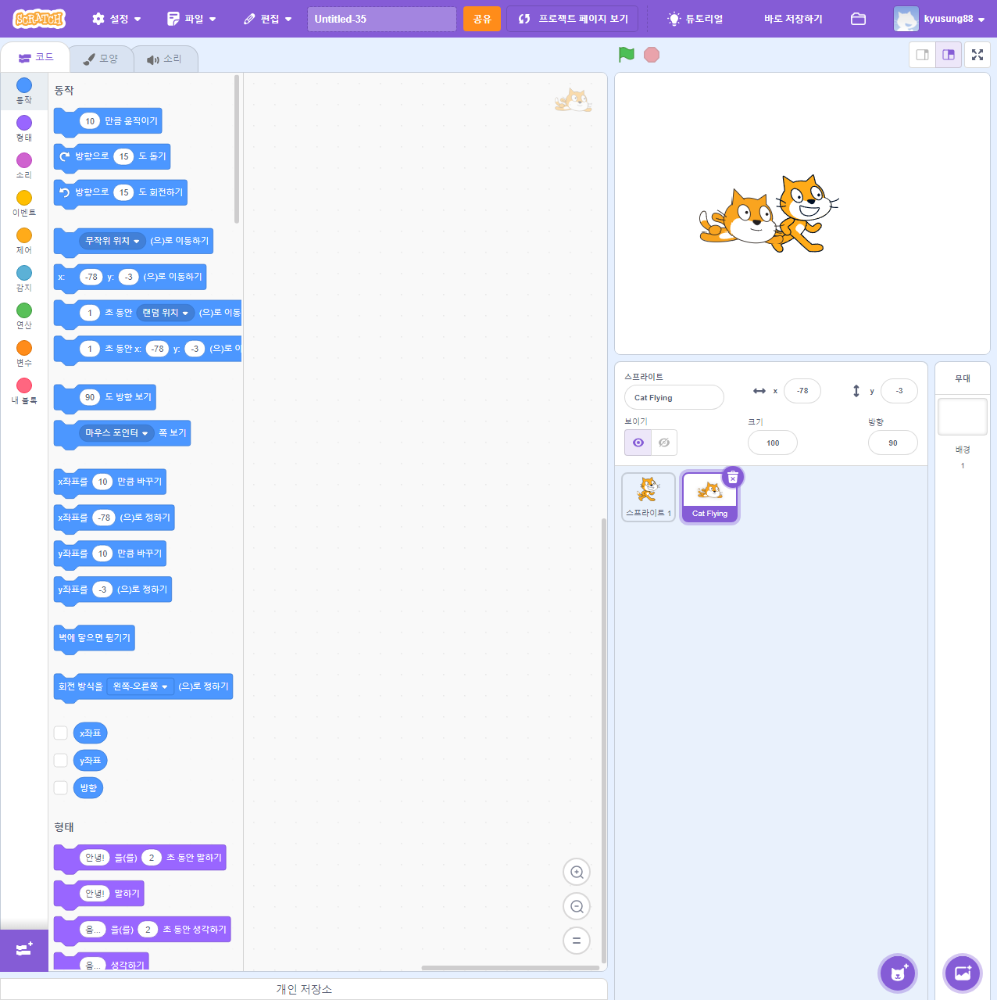 SCRATCH 설정 파일 편집 Untitled-35 공유 프로젝트 페이지 보기 튜토리얼 바로 저장하기 kyusung88
코드 모양 소리
동작
형태
소리
이벤트
제어
감지
연산
변수
내 블록
동작
10 만큼 움직이기
방향으로 15 도 돌기
방향으로 15 도 회전하기
무작위 위치 (으)로 이동하기
x: -78 y: -3 (으)로 이동하기
1 초 동안 랜덤 위치 (으)로 이동
1 초 동안 x: -78 y: -3 (으)로 이
90 도 방향 보기
마우스 포인터 쪽 보기
x좌표를 10 만큼 바꾸기
x좌표를 -78 (으)로 정하기
y좌표를 10 만큼 바꾸기
y좌표를 -3 (으)로 정하기
벽에 닿으면 튕기기
회전 방식을 왼쪽-오른쪽 (으)로 정하기
x좌표
y좌표
방향
형태
안녕! 을(를) 2 초 동안 말하기
안녕! 말하기
음... 을(를) 2 초 동안 생각하기
음... 생각하기
개인 저장소
스프라이트
Cat Flying
x -78 y -3
보이기 크기 방향
100 90
스프라이트 1 Cat Flying
무대
배경
1